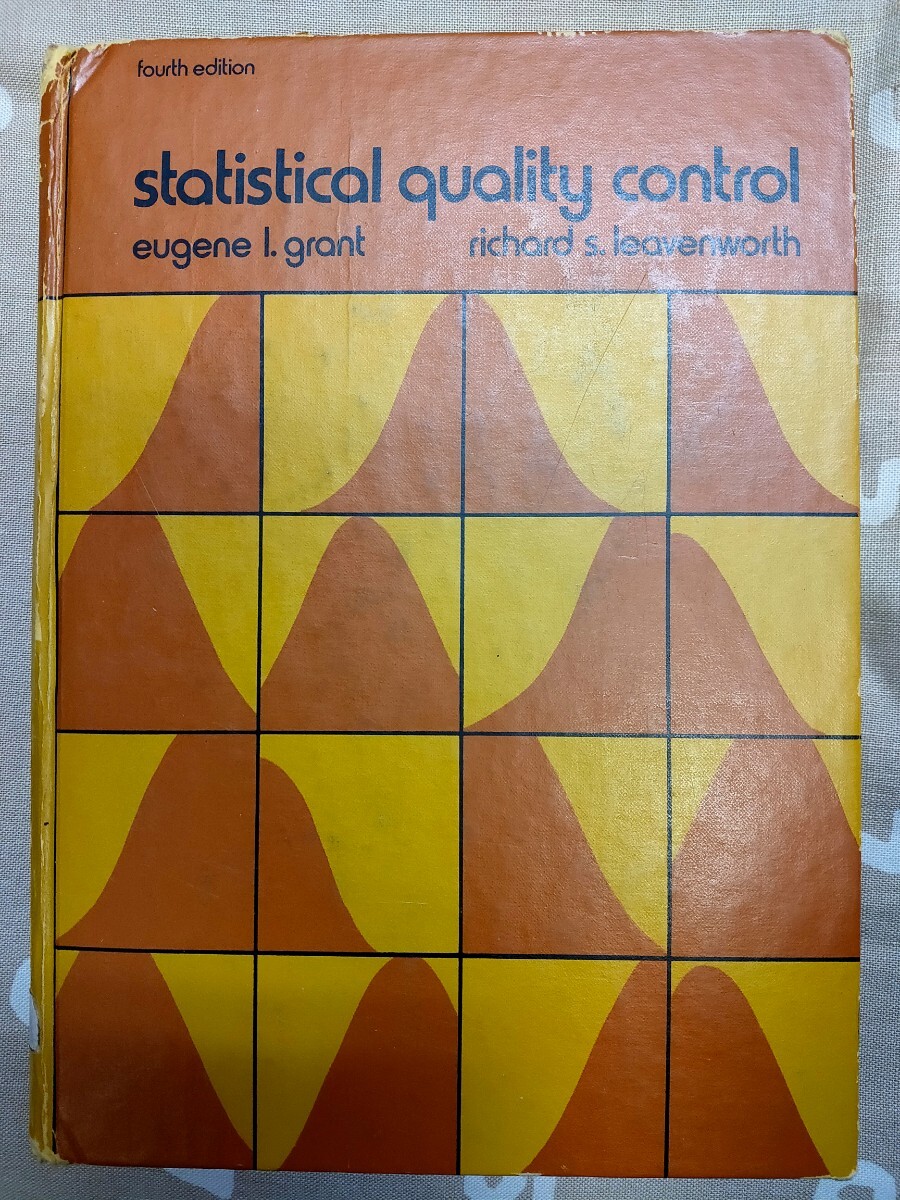 fourth edition
statistical quality control
eugene l. grant richard s. leavenworth